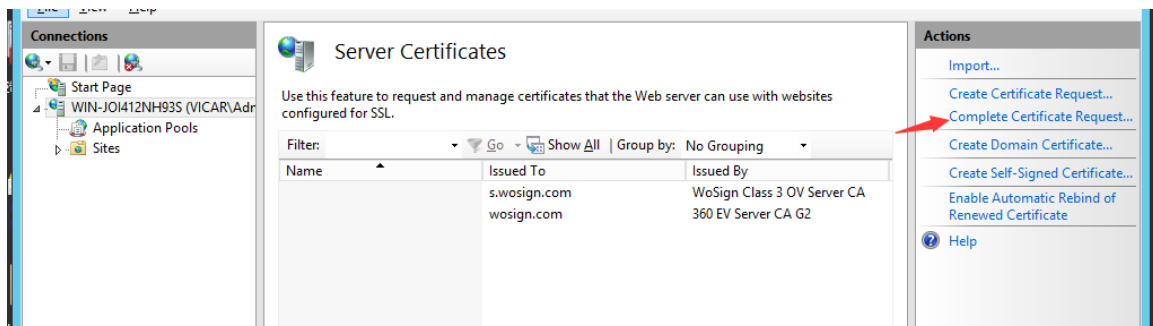 File View Help
Connections
Start Page
WIN-JOI412NH93S (VICAR\Adr
Application Pools
Sites
Server Certificates
Use this feature to request and manage certificates that the Web server can use with websites
configured for SSL.
Filter: Go Show All Group by: No Grouping
Name Issued To Issued By
s.wosign.com WoSign Class 3 OV Server CA
wosign.com 360 EV Server CA G2
Actions
Import...
Create Certificate Request...
Complete Certificate Request...
Create Domain Certificate...
Create Self-Signed Certificate...
Enable Automatic Rebind of
Renewed Certificate
Help